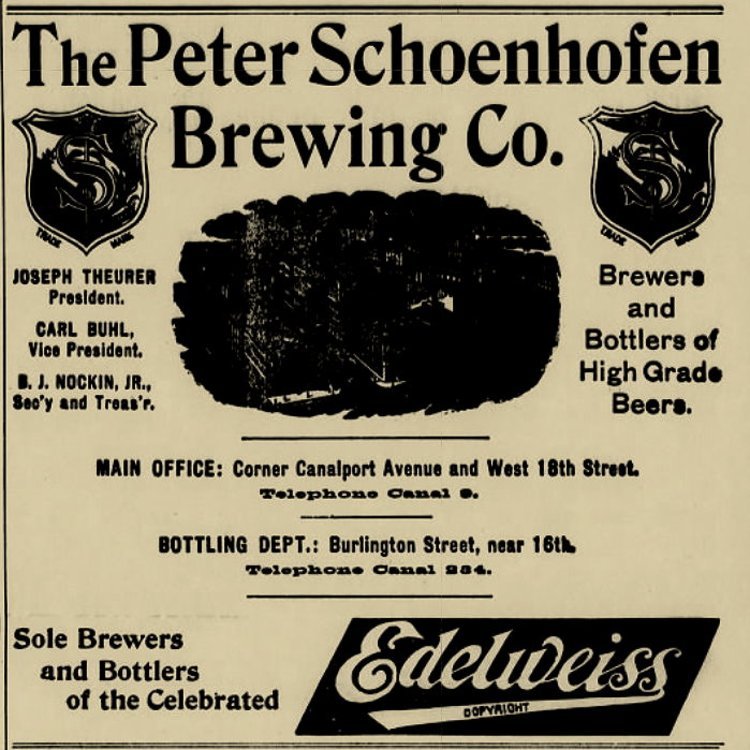 The Peter Schoenhofen
Brewing Co.
TRADE MARK
TRADE MARK
JOSEPH THEURER
President.
CARL BUHL,
Vice President.
B. J. NOCKIN, JR.,
Sec'y and Treas'r.
Brewers
and
Bottlers of
High Grade
Beers.
MAIN OFFICE: Corner Canalport Avenue and West 18th Street.
Telephone Canal 9.
BOTTLING DEPT.: Burlington Street, near 16th.
Telephone Canal 234.
Sole Brewers
and Bottlers
of the Celebrated
Edelweiss
COPYRIGHT